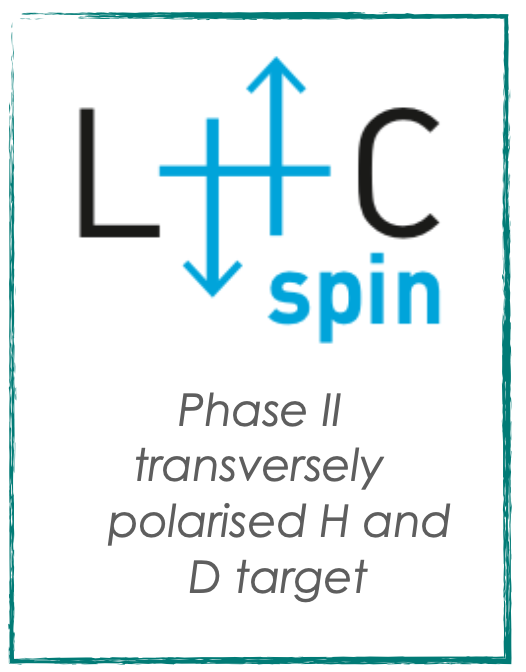 LHC
spin
Phase II
transversely
polarised H and
D target